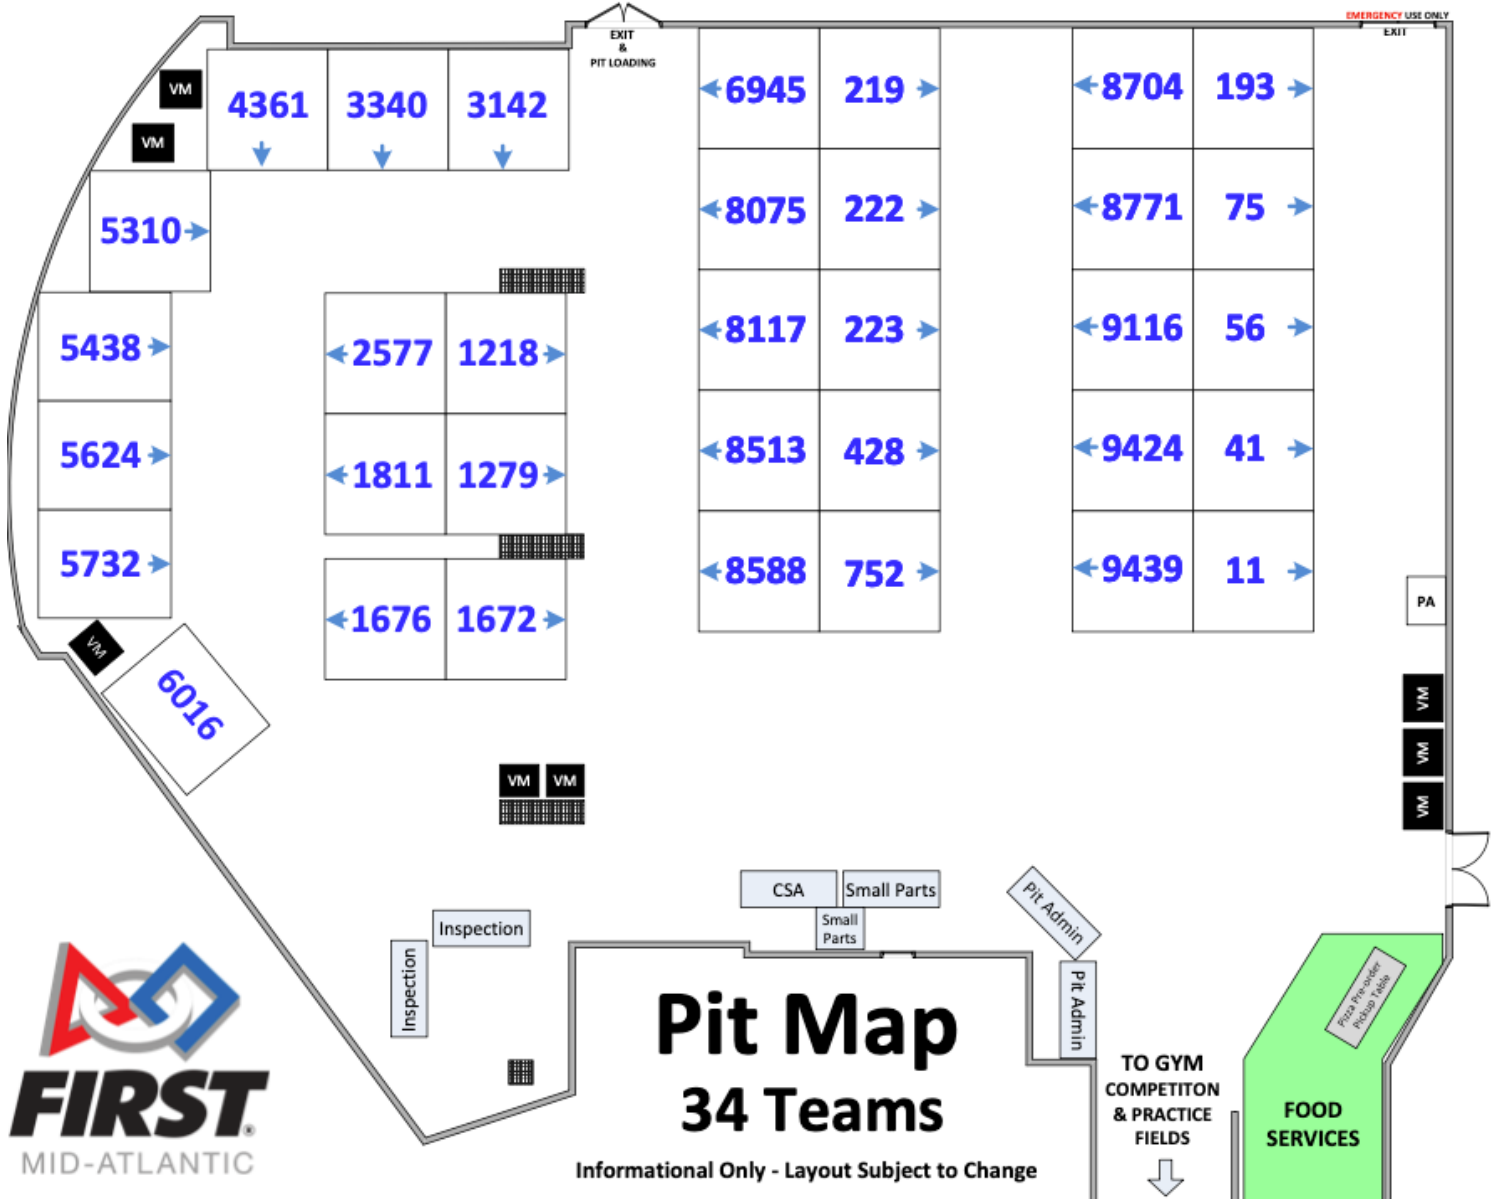 EMERGENCY USE ONLY
EXIT
EXIT
&
PIT LOADING
VM
VM
4361
3340
3142
6945
219
8704
193
5310
8075
222
8771
75
5438
2577
1218
8117
223
9116
56
5624
1811
1279
8513
428
9424
41
5732
1676
1672
8588
752
9439
11
PA
VM
6016
VM
VM
VM
VM
VM
CSA
Small Parts
Small
Parts
Pit Admin
Pit Admin
Inspection
Inspection
Pizza Pre-order
Pickup Table
Pit Map
34 Teams
Informational Only - Layout Subject to Change
TO GYM
COMPETITON
& PRACTICE
FIELDS
FOOD
SERVICES
FIRST
MID-ATLANTIC